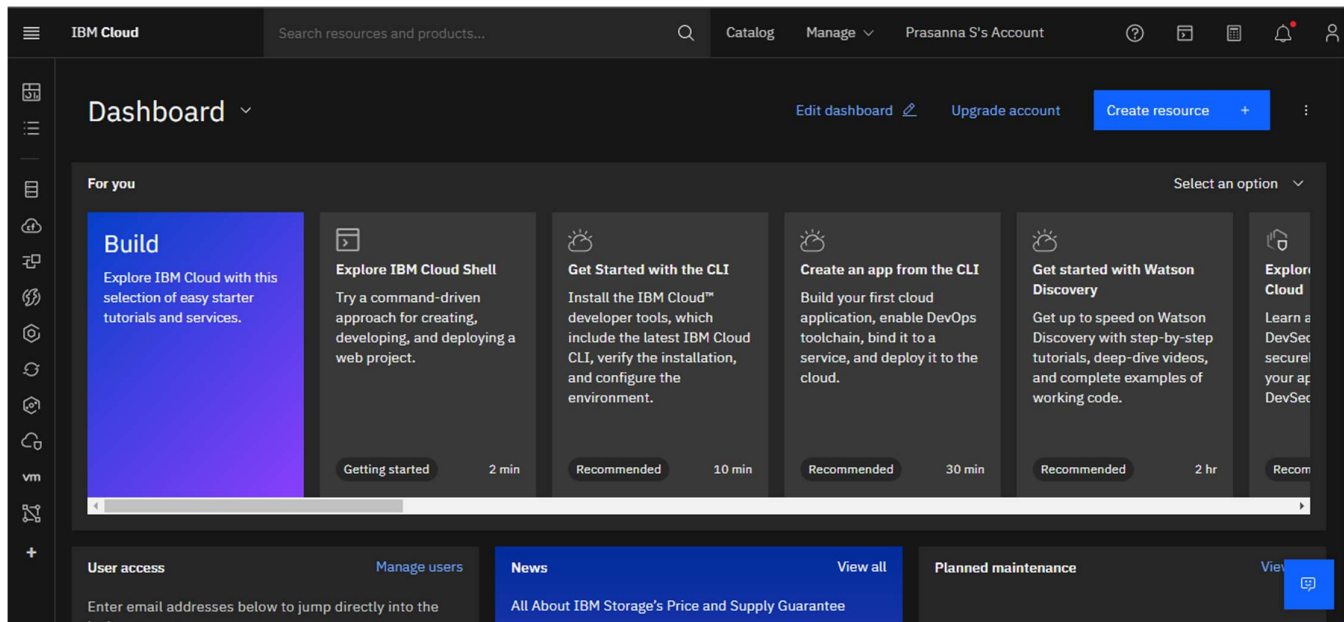 IBM Cloud
Search resources and products...
Catalog
Manage
Prasanna S's Account
Dashboard
Edit dashboard
Upgrade account
Create resource +
For you
Select an option
Build
Explore IBM Cloud with this
selection of easy starter
tutorials and services.
Explore IBM Cloud Shell
Try a command-driven
approach for creating,
developing, and deploying a
web project.
Getting started
2 min
Get Started with the CLI
Install the IBM Cloud™
developer tools, which
include the latest IBM Cloud
CLI, verify the installation,
and configure the
environment.
Recommended
10 min
Create an app from the CLI
Build your first cloud
application, enable DevOps
toolchain, bind it to a
service, and deploy it to the
cloud.
Recommended
30 min
Get started with Watson
Discovery
Get up to speed on Watson
Discovery with step-by-step
tutorials, deep-dive videos,
and complete examples of
working code.
Recommended
2 hr
Cloud
Learn
vm
User access
Manage users
Enter email addresses below to jump directly into the
News
View all
All About IBM Storage's Price and Supply Guarantee
Planned maintenance